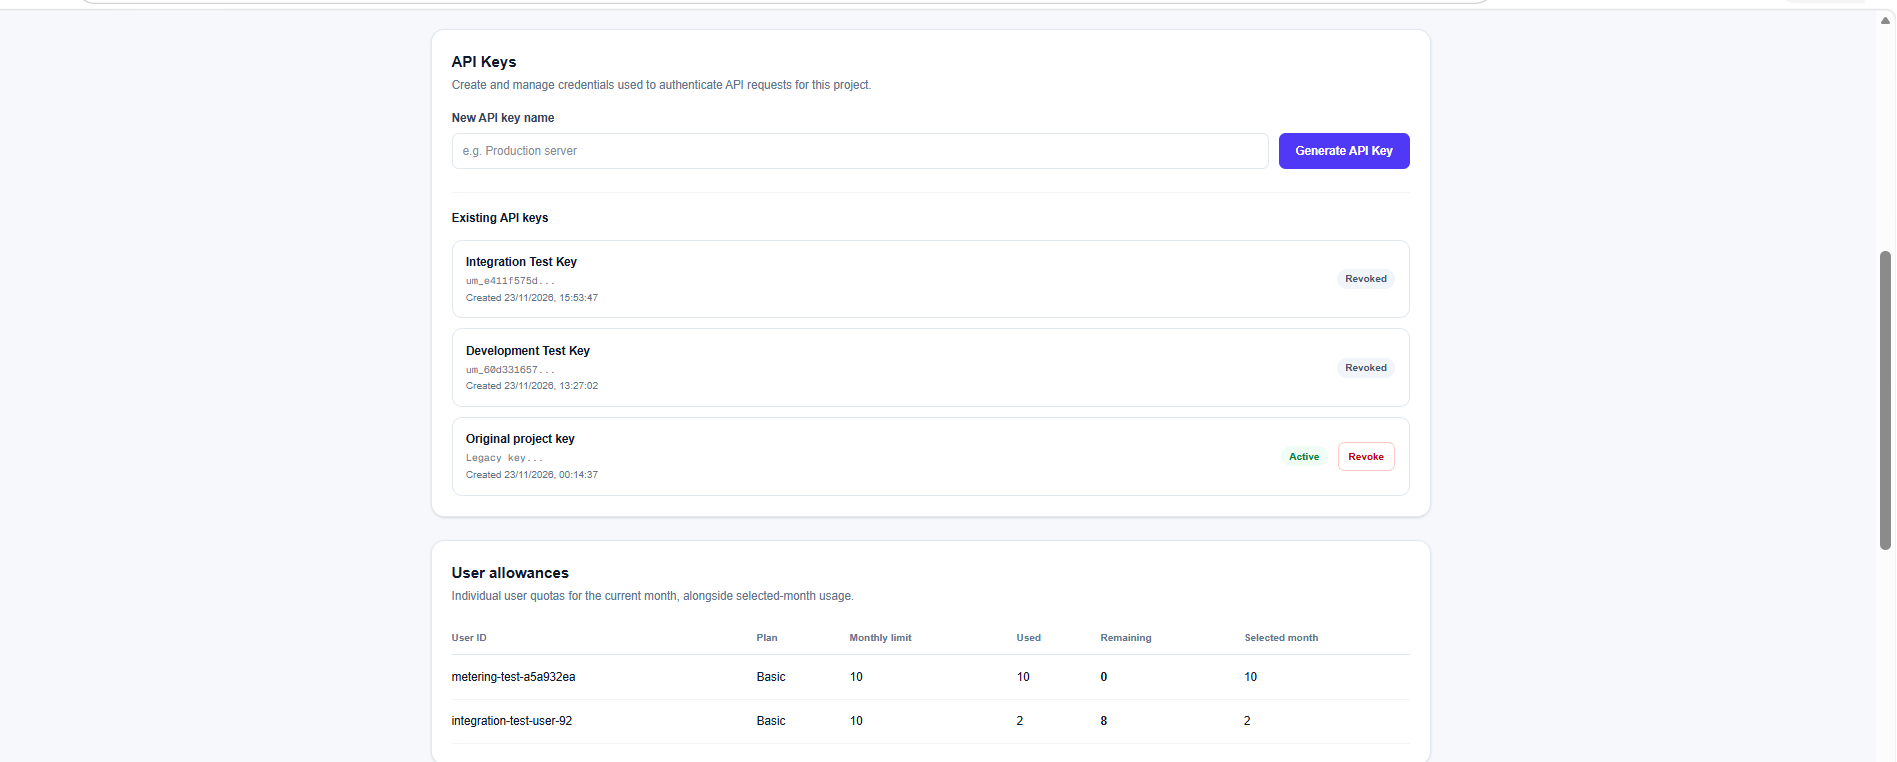 API Keys
Create and manage credentials used to authenticate API requests for this project.
New API key name
e.g. Production server
Generate API Key
Existing API keys
Integration Test Key
um_e411f575d...
Created 23/11/2026, 15:53:47
Revoked
Development Test Key
um_60d331657...
Created 23/11/2026, 13:27:02
Revoked
Original project key
Legacy key...
Created 23/11/2026, 00:14:37
Active Revoke
User allowances
Individual user quotas for the current month, alongside selected-month usage.
User ID Plan Monthly limit Used Remaining Selected month
metering-test-a5a932ea Basic 10 10 0 10
integration-test-user-92 Basic 10 2 8 2